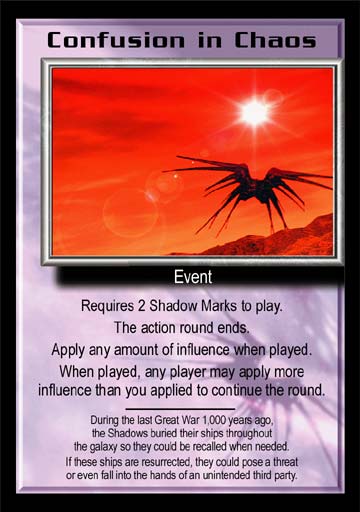 Confusion in Chaos
Event
Requires 2 Shadow Marks to play.
The action round ends.
Apply any amount of influence when played.
When played, any player may apply more
influence than you applied to continue the round.
During the last Great War 1,000 years ago,
the Shadows buried their ships throughout
the galaxy so they could be recalled when needed.
If these ships are resurrected, they could pose a threat
or even fall into the hands of an unintended third party.